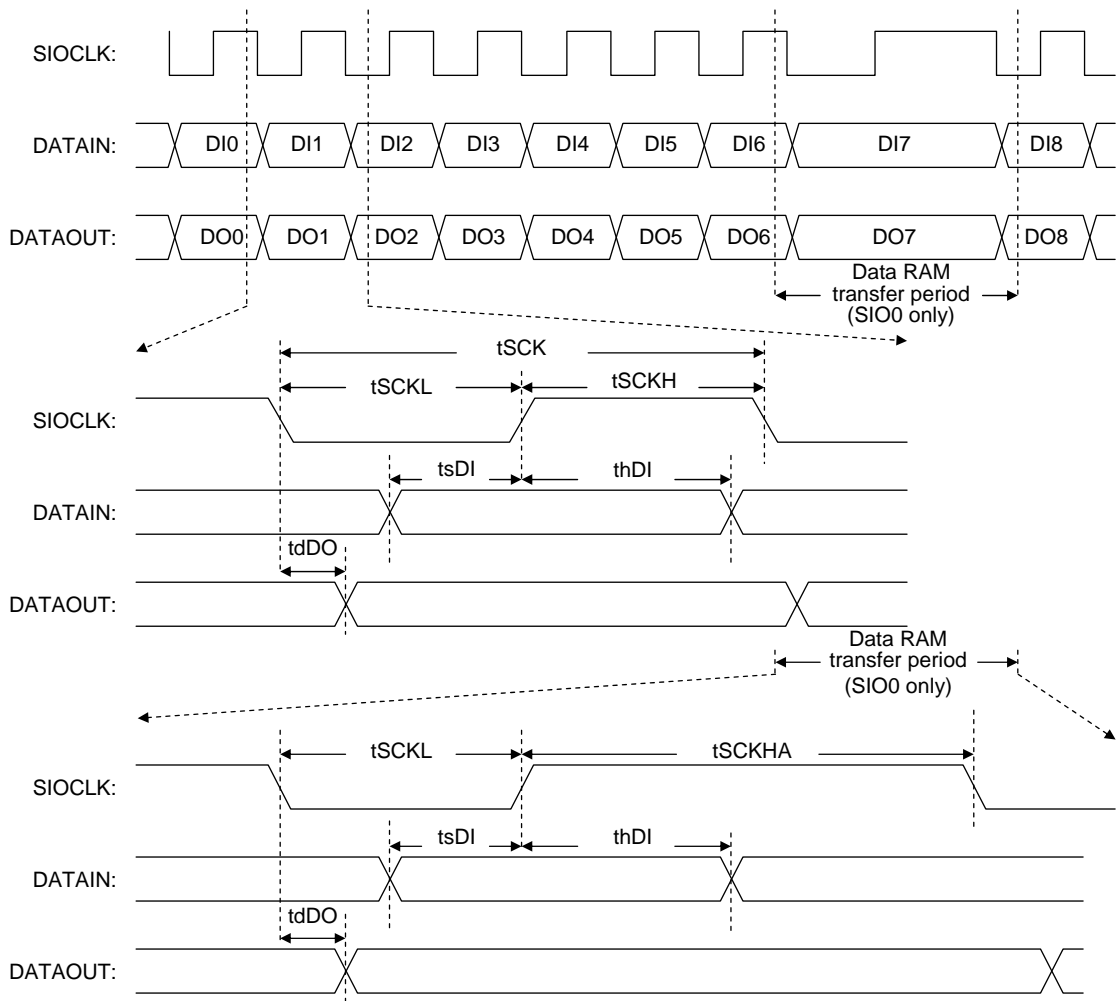 SIOCLK:
DATAIN: DI0 DI1 DI2 DI3 DI4 DI5 DI6 DI7 DI8
DATAOUT: DO0 DO1 DO2 DO3 DO4 DO5 DO6 DO7 DO8
Data RAM
transfer period
(SIO0 only)
tSCK
tSCKL tSCKH
SIOCLK:
tsDI thDI
DATAIN:
tdDO
DATAOUT:
Data RAM
transfer period
(SIO0 only)
tSCKL tSCKHA
SIOCLK:
tsDI thDI
DATAIN:
tdDO
DATAOUT: